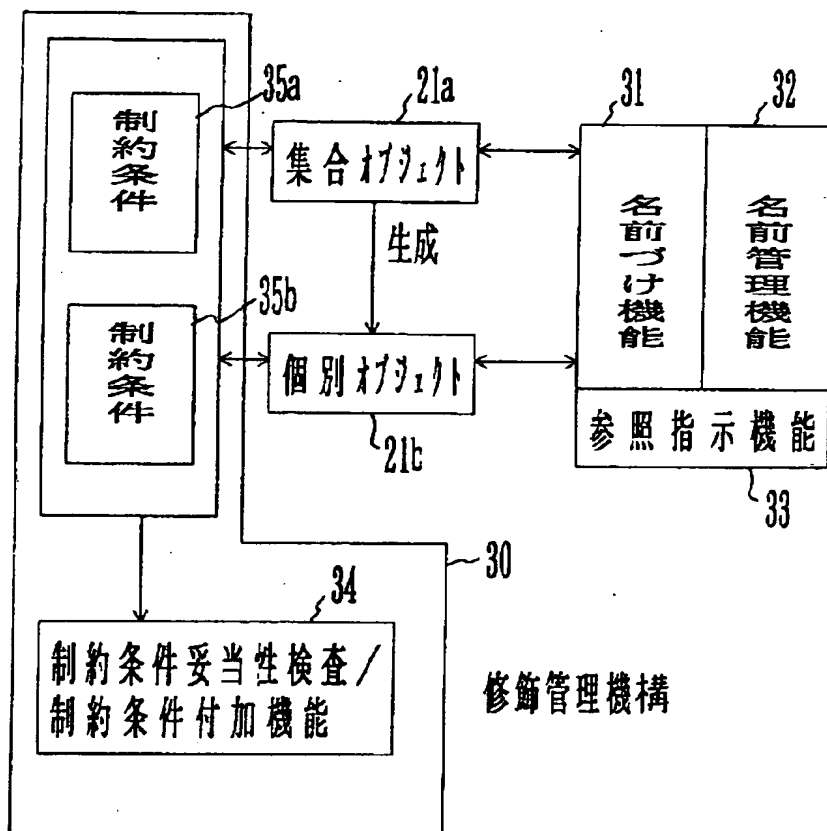 35a
制約条件
21a
集合オブジェクト
31
32
名前づけ機能
名前管理機能
生成
35b
制約条件
個別オブジェクト
21b
参照指示機能
33
30
34
制約条件妥当性検査/
制約条件付加機能
修飾管理機構